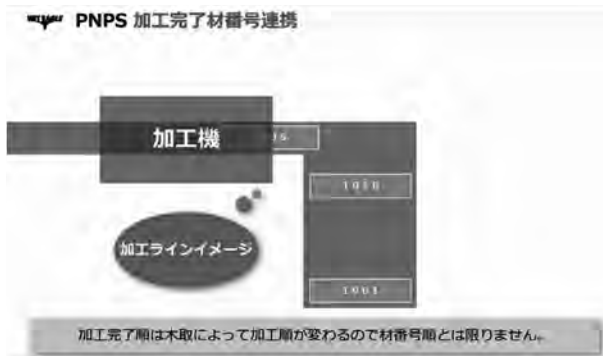 PNPS 加工完了材番号連携
加工機
1010
加工ラインイメージ
1001
加工完了順は木取によって加工順が変わるので材番号順とは限りません。